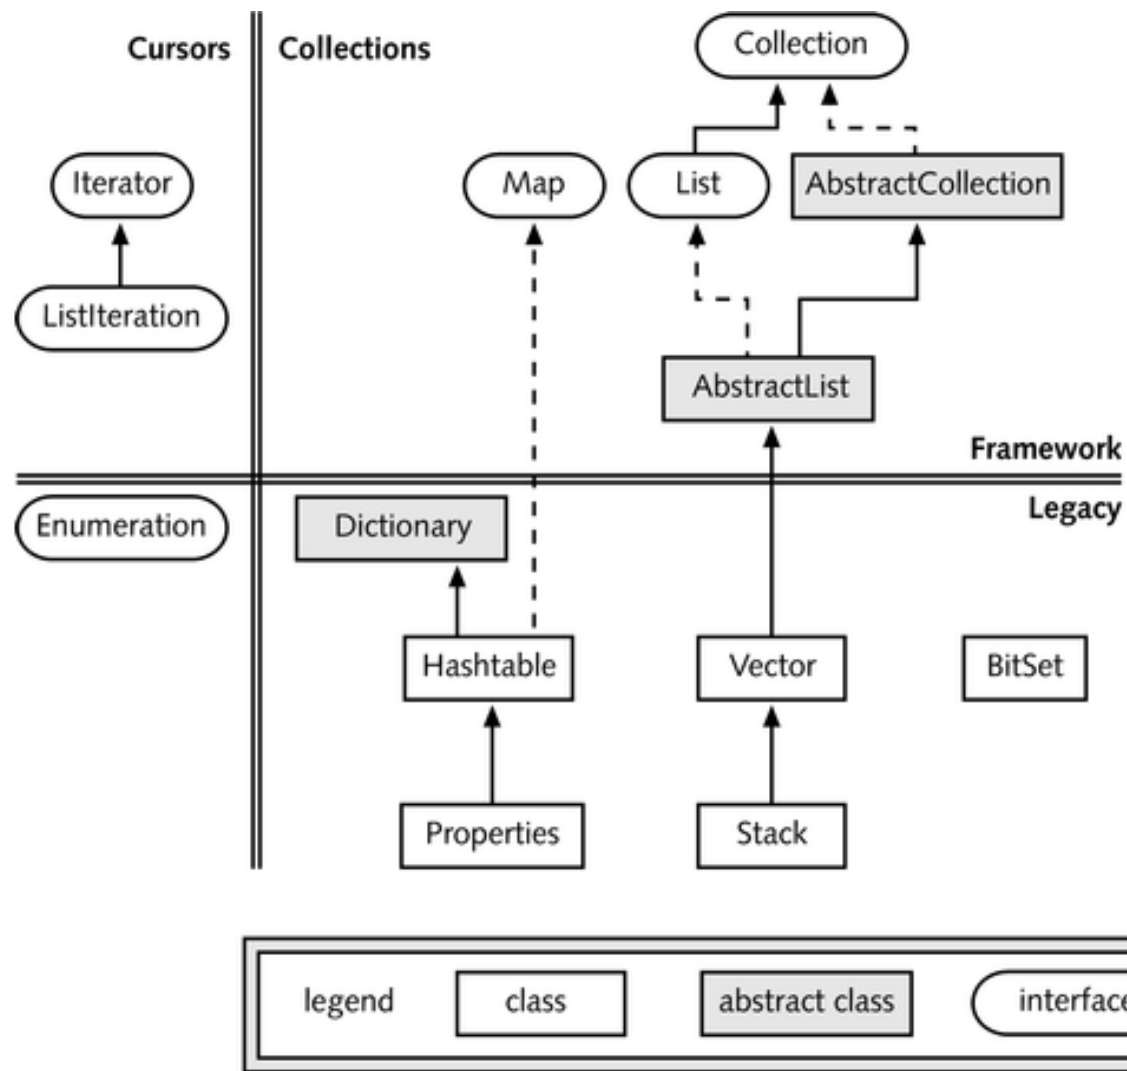 Cursors
Collections
Collection
Iterator
Map
List
AbstractCollection
ListIteration
AbstractList
Framework
Legacy
Enumeration
Dictionary
Hashtable
Vector
BitSet
Properties
Stack
legend
class
abstract class
interface